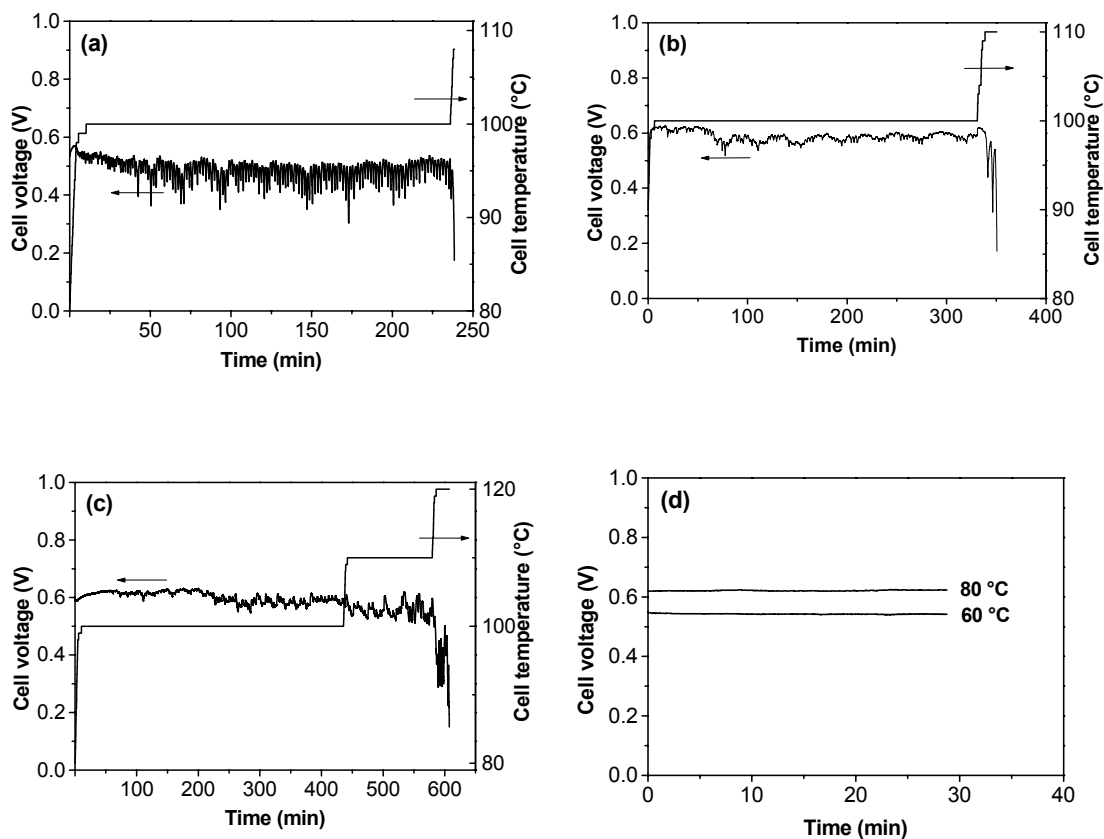 (a)
Cell voltage (V)
1.0
0.8
0.6
0.4
0.2
0.0
50 100 150 200 250
Time (min)
110
100
90
80
Cell temperature (°C)
(b)
Cell voltage (V)
1.0
0.8
0.6
0.4
0.2
0.0
0 100 200 300 400
Time (min)
110
100
90
80
Cell temperature (°C)
(c)
Cell voltage (V)
1.0
0.8
0.6
0.4
0.2
0.0
100 200 300 400 500 600
Time (min)
120
100
80
Cell temperature (°C)
(d)
Cell voltage (V)
1.0
0.8
0.6
0.4
0.2
0.0
80 °C
60 °C
0 10 20 30 40
Time (min)